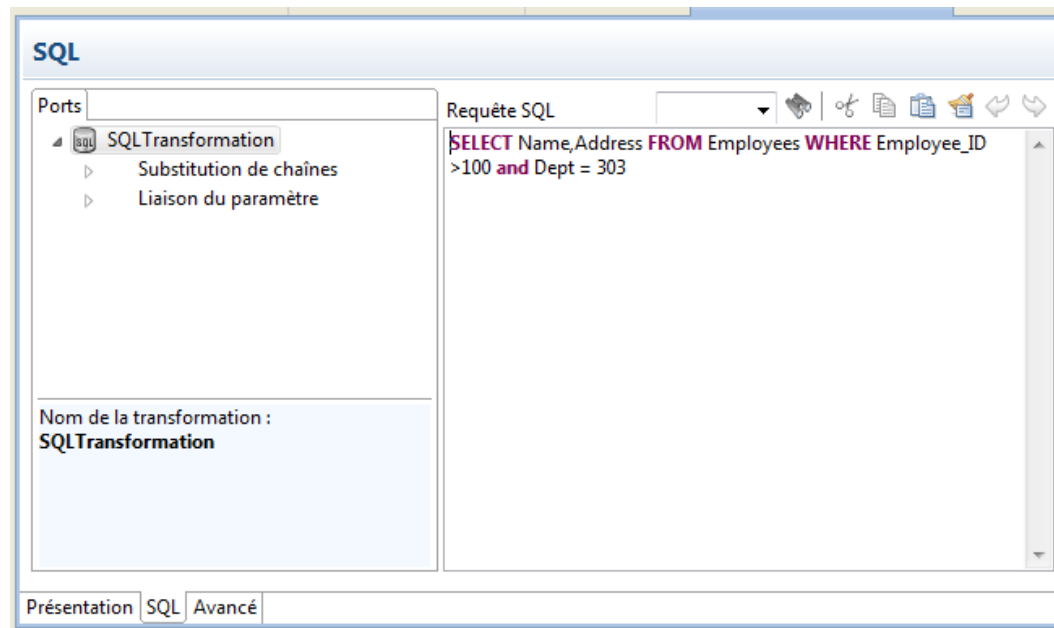 SQL
Ports
SQLTransformation
Substitution de chaînes
Liaison du paramètre
Nom de la transformation :
SQLTransformation
Requête SQL
SELECT Name,Address FROM Employees WHERE Employee_ID
>100 and Dept = 303
Présentation SQL Avancé